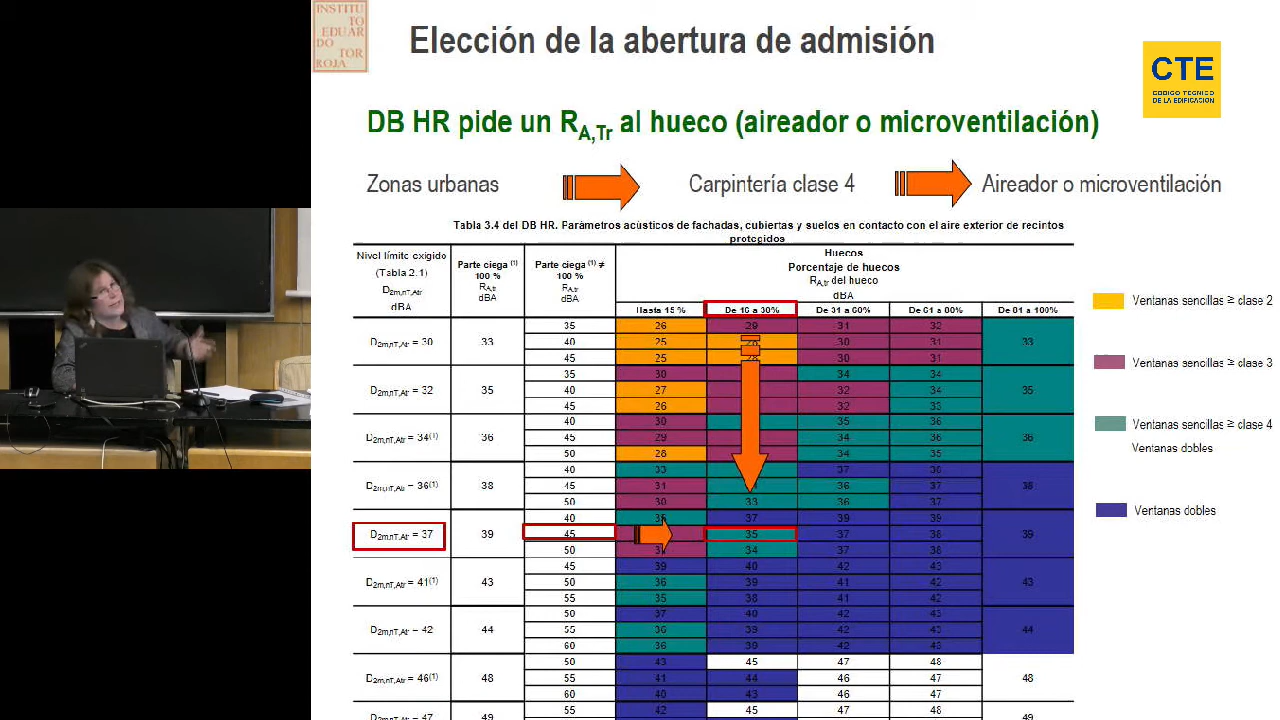 INSTITU
TO
EDUAR
DO
TOR
ROJA
Elección de la abertura de admisión
CTE
CÓDIGO TÉCNICO
DE LA EDIFICACIÓN
DB HR pide un RA,Tr al hueco (aireador o microventilación)
Zonas urbanas Carpintería clase 4 Aireador o microventilación
Tabla 3.4 del DB HR. Parámetros acústicos de fachadas, cubiertas y suelos en contacto con el aire exterior de recintos
protegidos
Nivel límite exigido
(Tabla 2.1)
D2m,nT,Atr
dBA
Parte ciega (1)
100 %
RA,tr
dBA
Parte ciega (1) ≠
100 %
RA,tr
dBA
Huecos
Porcentaje de huecos
RA,tr del hueco
dBA
Hasta 15 % De 16 a 30% De 31 a 60% De 61 a 80% De 81 a 100%
D2m,nT,Atr = 30 33 33
35 26 29 31 32
40 25 30 31
45 25 30 31
D2m,nT,Atr = 32 35 35
35 30 34 34
40 27 32 34
45 26 32 33
D2m,nT,Atr = 34(1) 36 36
40 30 35 36
45 29 34 36
50 28 34 35
D2m,nT,Atr = 36(1) 38 38
40 33 37 38
45 31 36 37
50 30 33 36 37
D2m,nT,Atr = 37 39 39
40 35 37 39 39
45 35 37 38
50 34 37 38
D2m,nT,Atr = 41(1) 43 43
45 39 40 42 43
50 36 39 41 42
55 35 38 41 42
D2m,nT,Atr = 42 44 44
50 37 40 42 43
55 36 39 42 43
60 36 39 42 43
D2m,nT,Atr = 46(1) 48 48
50 43 45 47 48
55 41 44 46 47
60 40 43 46 47
D2m,nT,Atr = 47 49 49
55 42 45 47 48
Ventanas sencillas ≥ clase 2
Ventanas sencillas ≥ clase 3
Ventanas sencillas ≥ clase 4
Ventanas dobles
Ventanas dobles